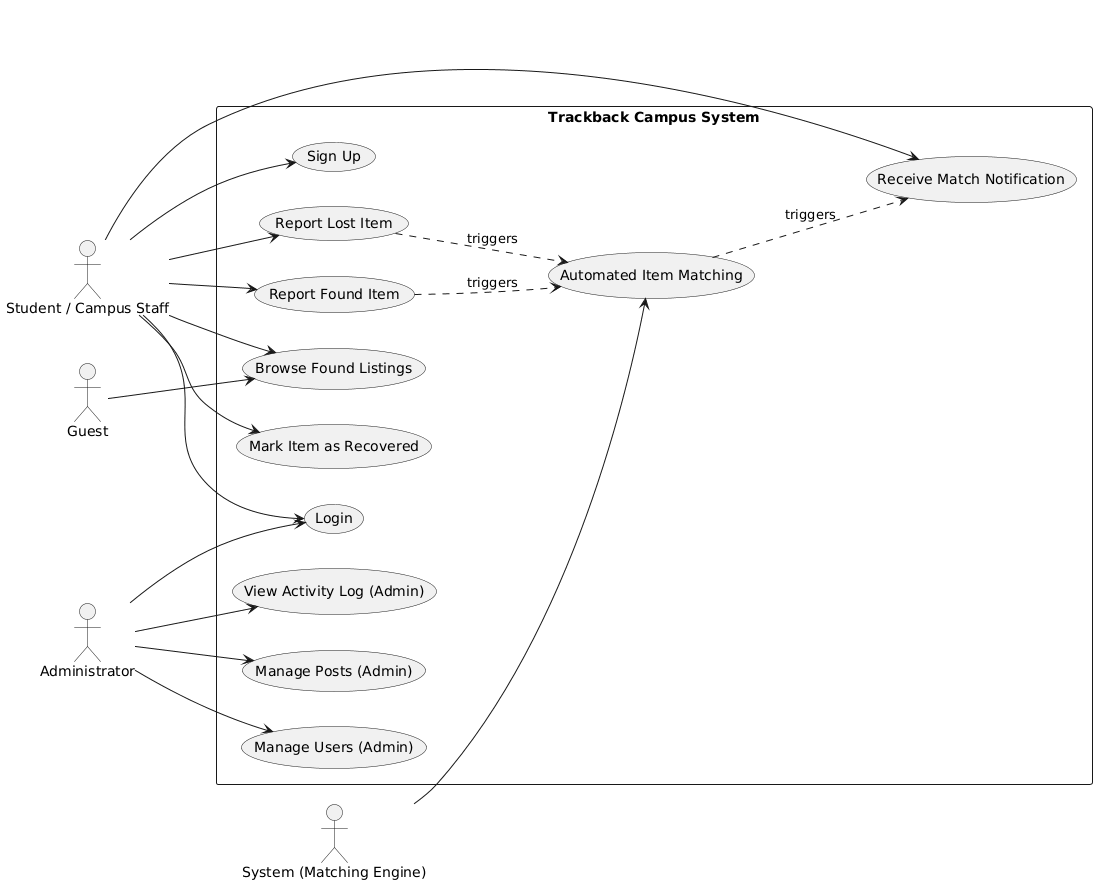 Trackback Campus System
Sign Up
Receive Match Notification
triggers
Report Lost Item
triggers
Automated Item Matching
triggers
Report Found Item
Student / Campus Staff
Browse Found Listings
Guest
Mark Item as Recovered
Login
View Activity Log (Admin)
Administrator
Manage Posts (Admin)
Manage Users (Admin)
System (Matching Engine)